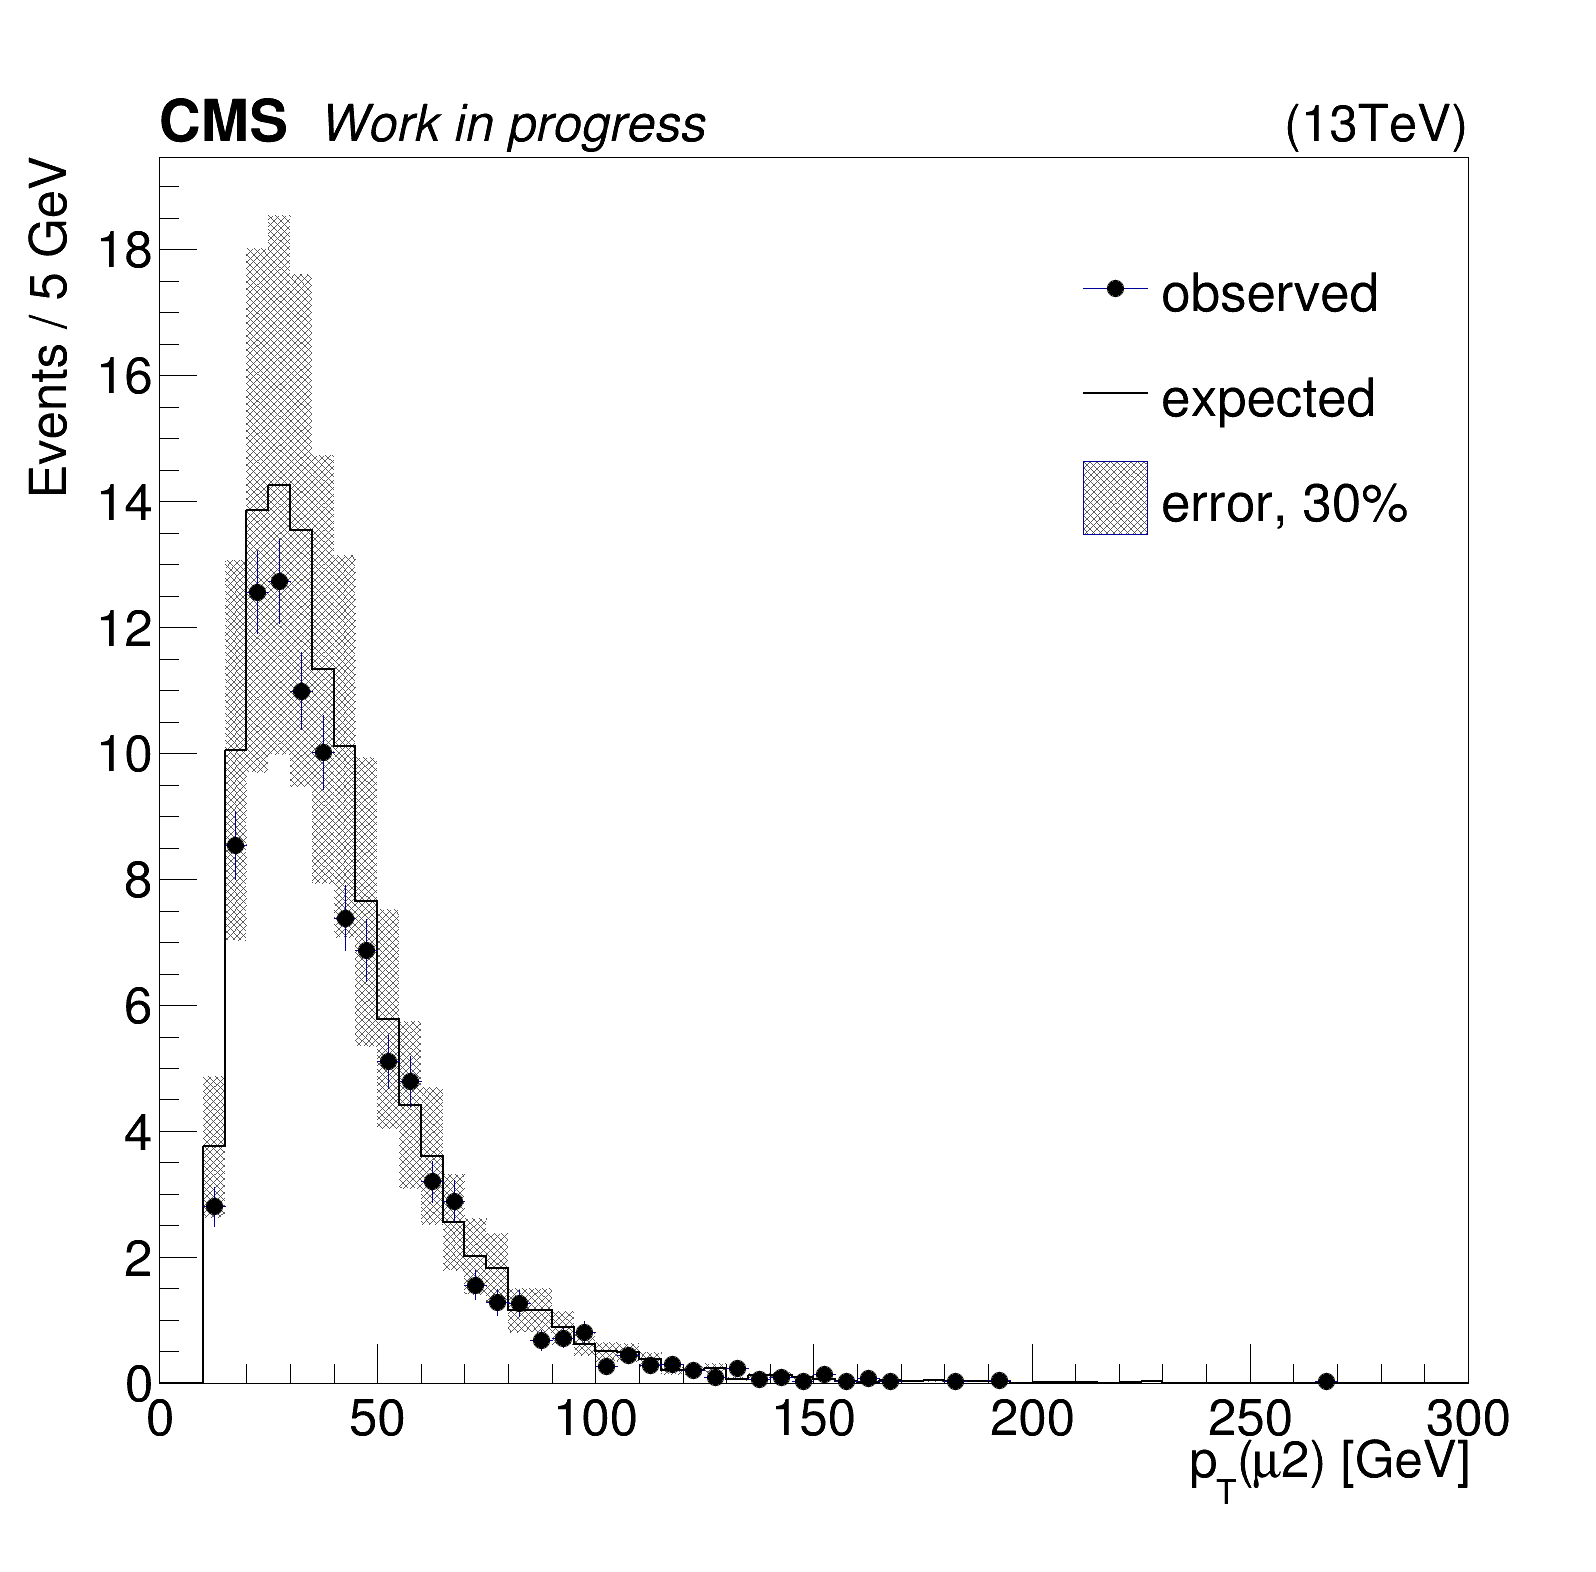 CMS Work in progress (13TeV)
Events / 5 GeV
18
16
14
12
10
8
6
4
2
0
observed
expected
error, 30%
0 50 100 150 200 250 300
pT(μ2) [GeV]